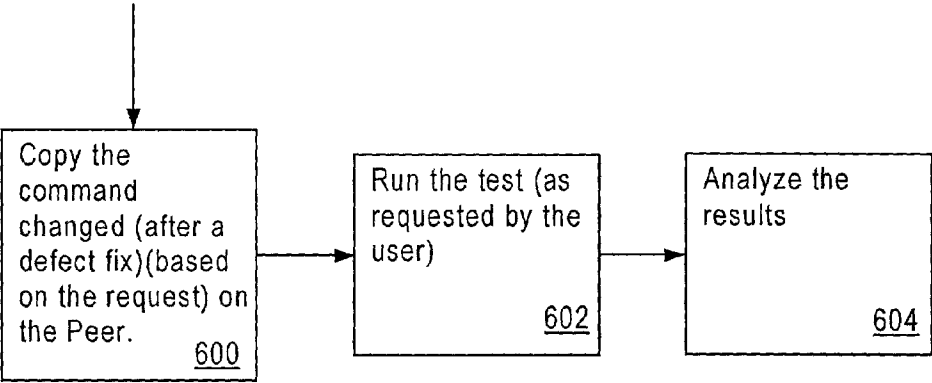 Copy the
command
changed (after a
defect fix)(based
on the request) on
the Peer.
600
Run the test (as
requested by the
user)
602
Analyze the
results
604